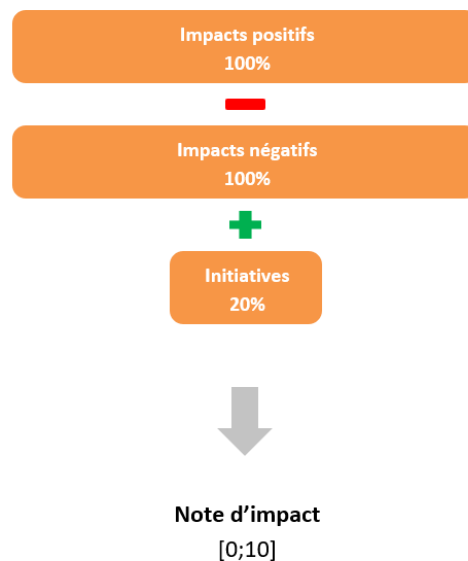 Impacts positifs
100%
Impacts négatifs
100%
Initiatives
20%
Note d'impact
[0;10]